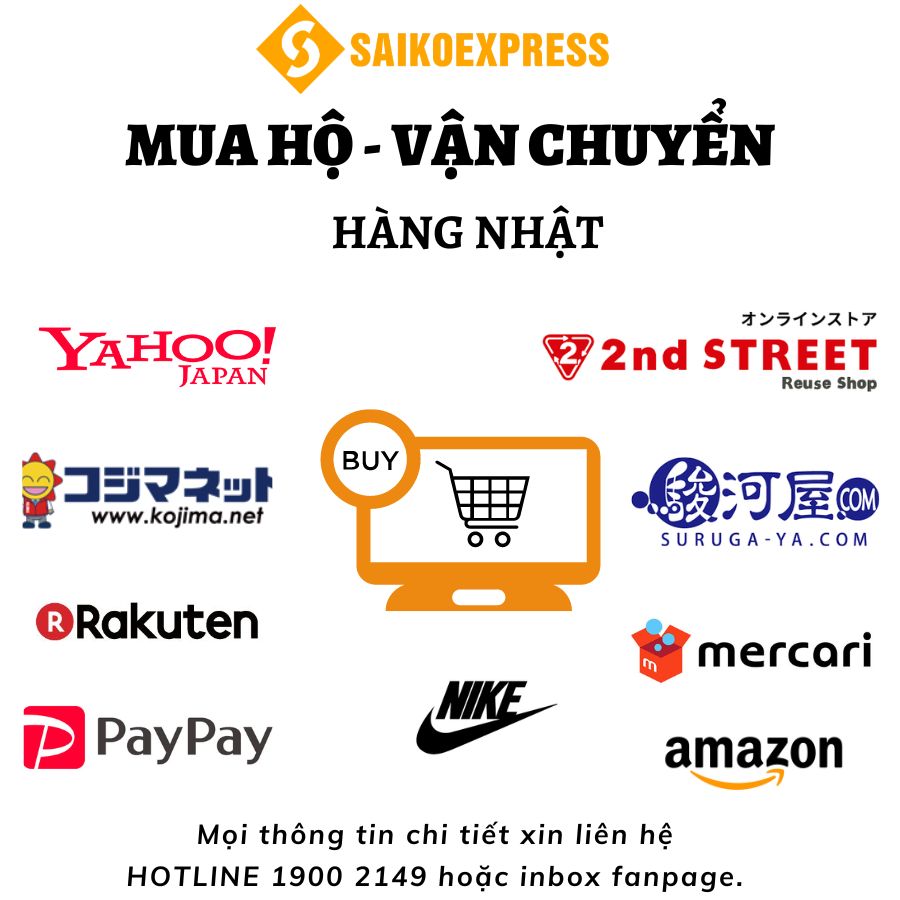 SAIKOEXPRESS
MUA HỘ - VẬN CHUYỂN
HÀNG NHẬT
YAHOO!
JAPAN
オンラインストア
2 2nd STREET
Reuse Shop
BUY
コジマネット
www.kojima.net
駿河屋.COM
SURUGA-YA.COM
R Rakuten
m mercari
NIKE
P PayPay
amazon
Mọi thông tin chi tiết xin liên hệ
HOTLINE 1900 2149 hoặc inbox fanpage.